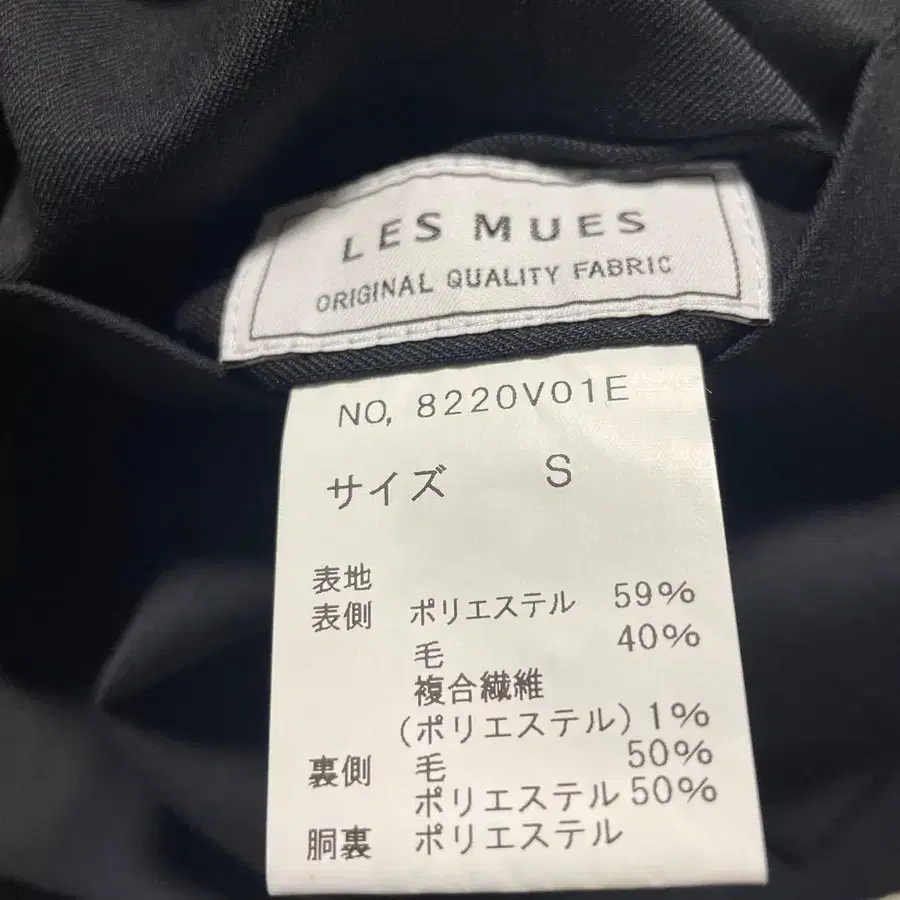 LES MUES
ORIGINAL QUALITY FABRIC
NO, 8220V01E
サイズ S
表地
表側 ポリエステル 59%
毛 40%
複合繊維
(ポリエステル) 1%
裏側 毛 50%
ポリエステル 50%
胴裏 ポリエステル